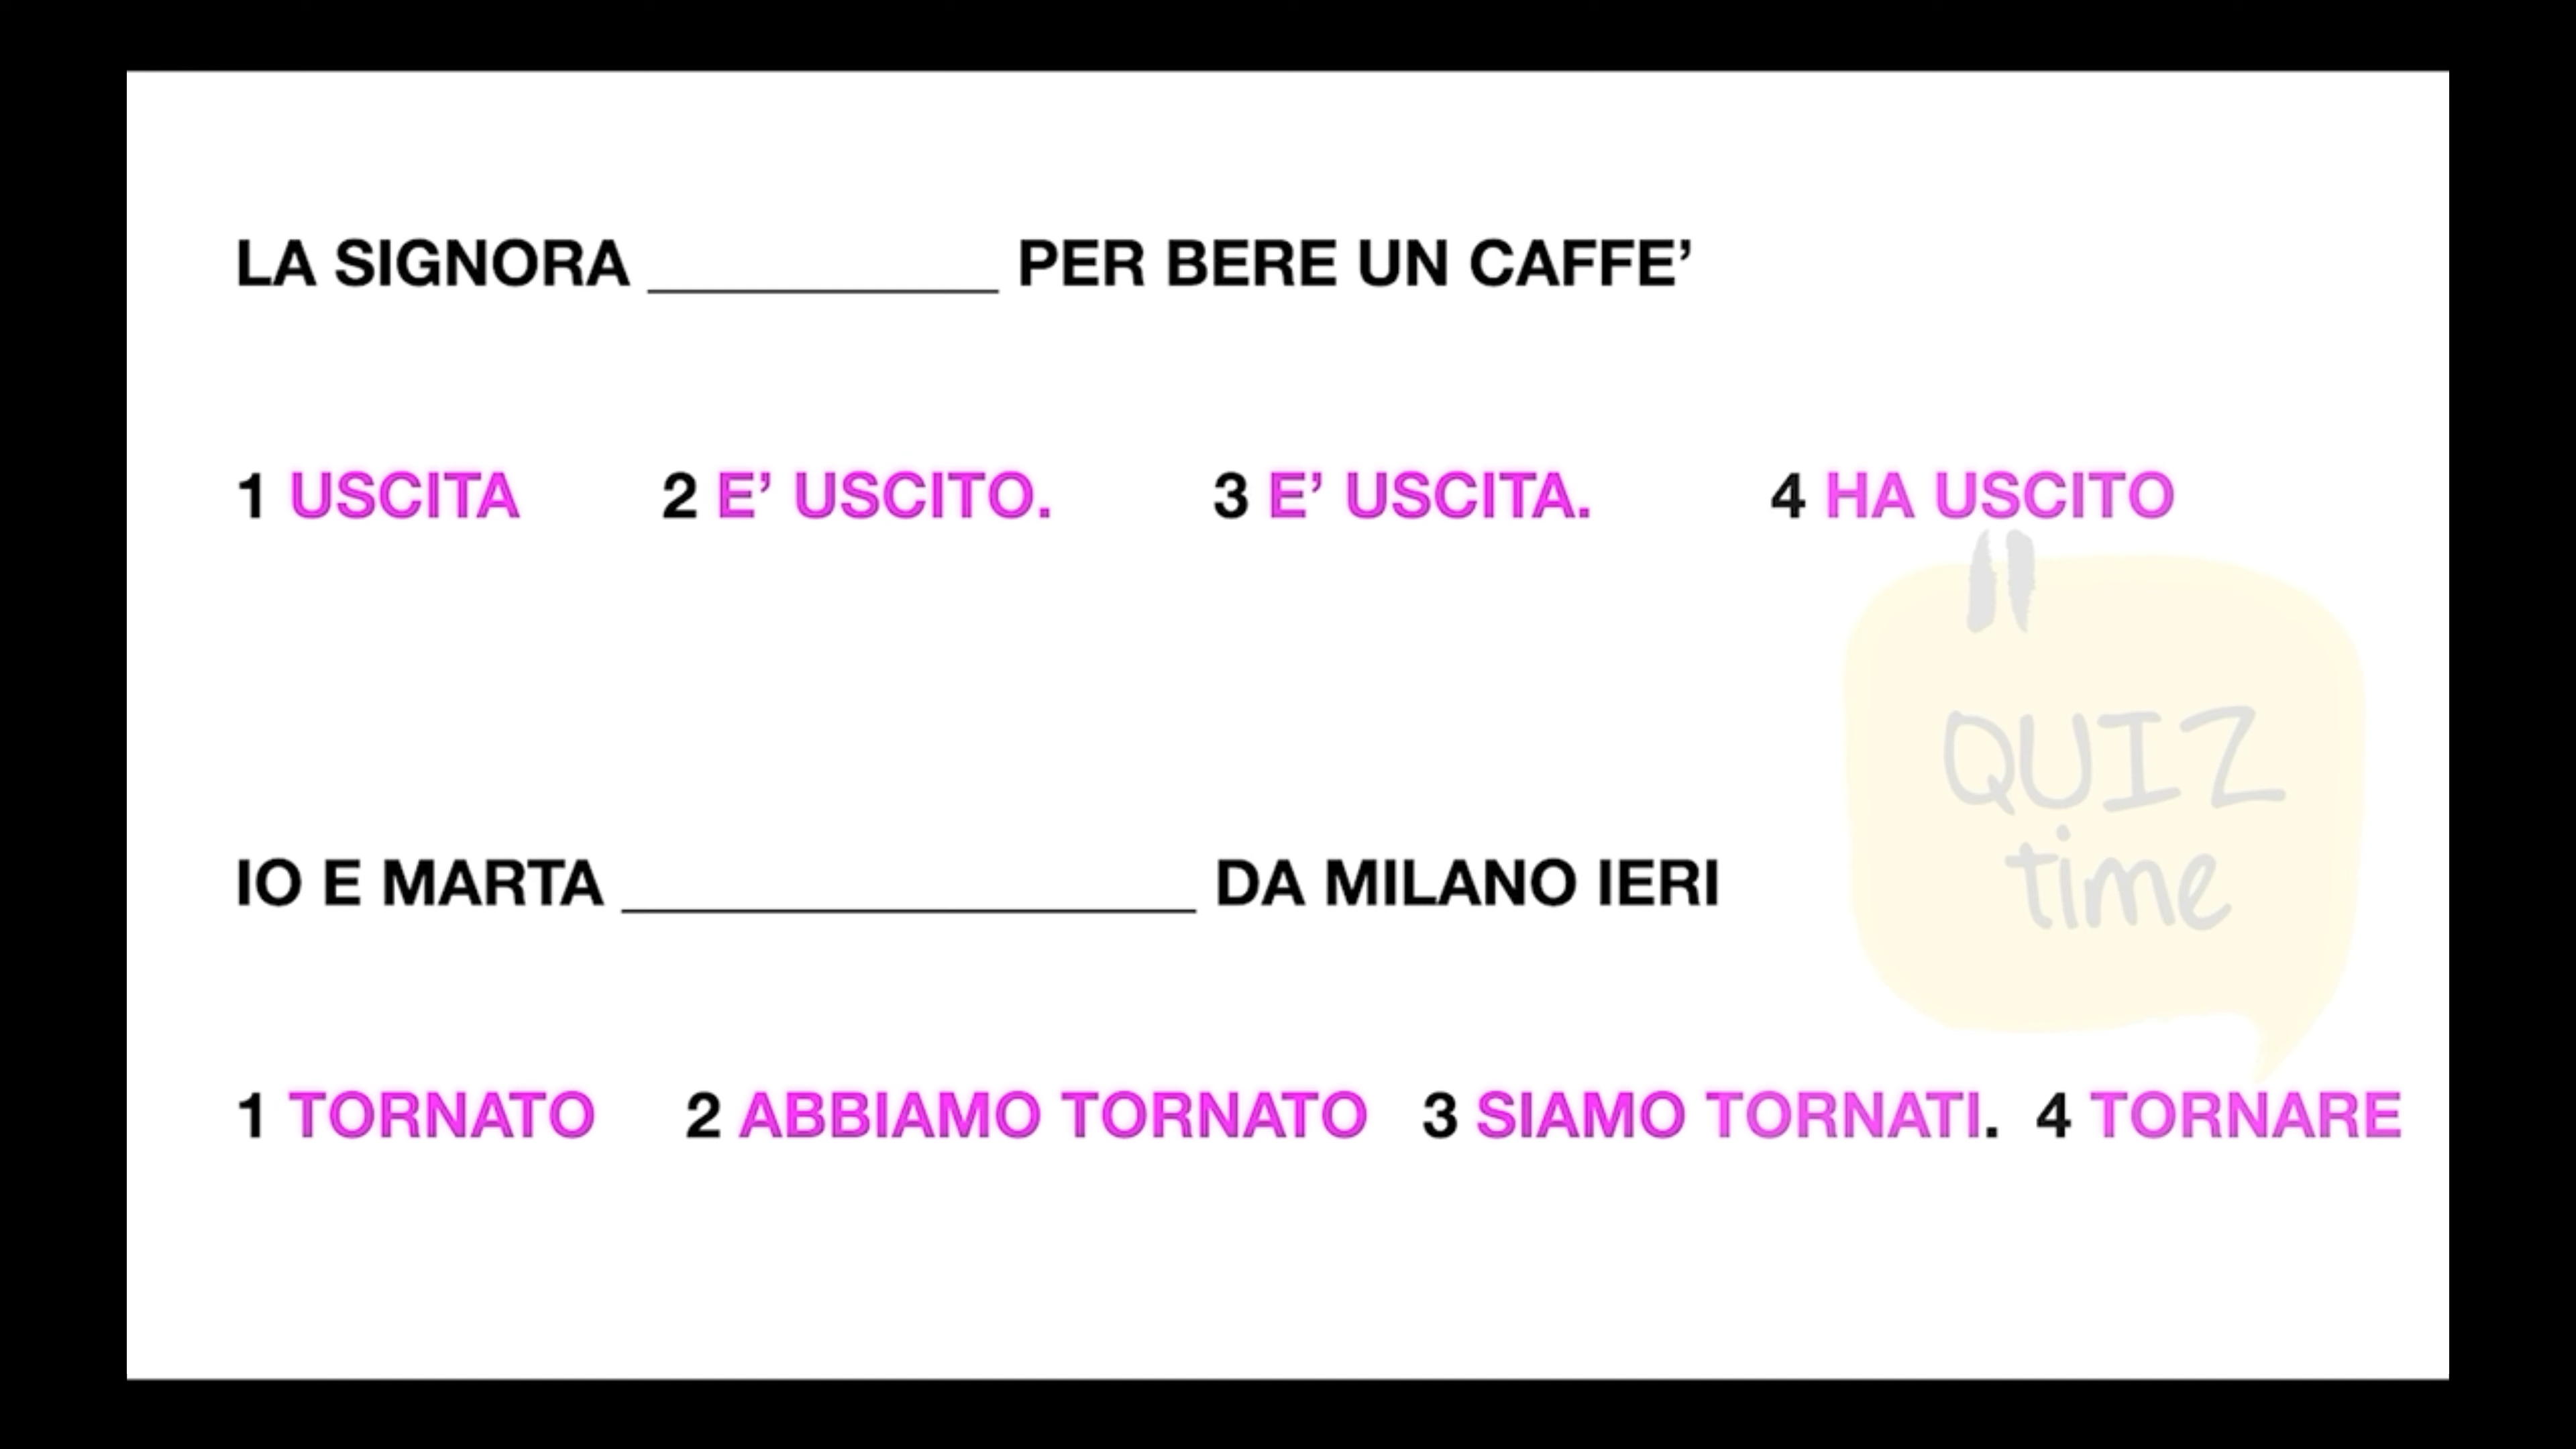 LA SIGNORA ___________ PER BERE UN CAFFE’
1 USCITA 2 E’ USCITO. 3 E’ USCITA. 4 HA USCITO
QUIZ
time
IO E MARTA __________________ DA MILANO IERI
1 TORNATO 2 ABBIAMO TORNATO 3 SIAMO TORNATI. 4 TORNARE